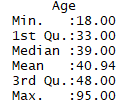 Age
Min.   :18.00
1st Qu.:33.00
Median :39.00
Mean   :40.94
3rd Qu.:48.00
Max.   :95.00